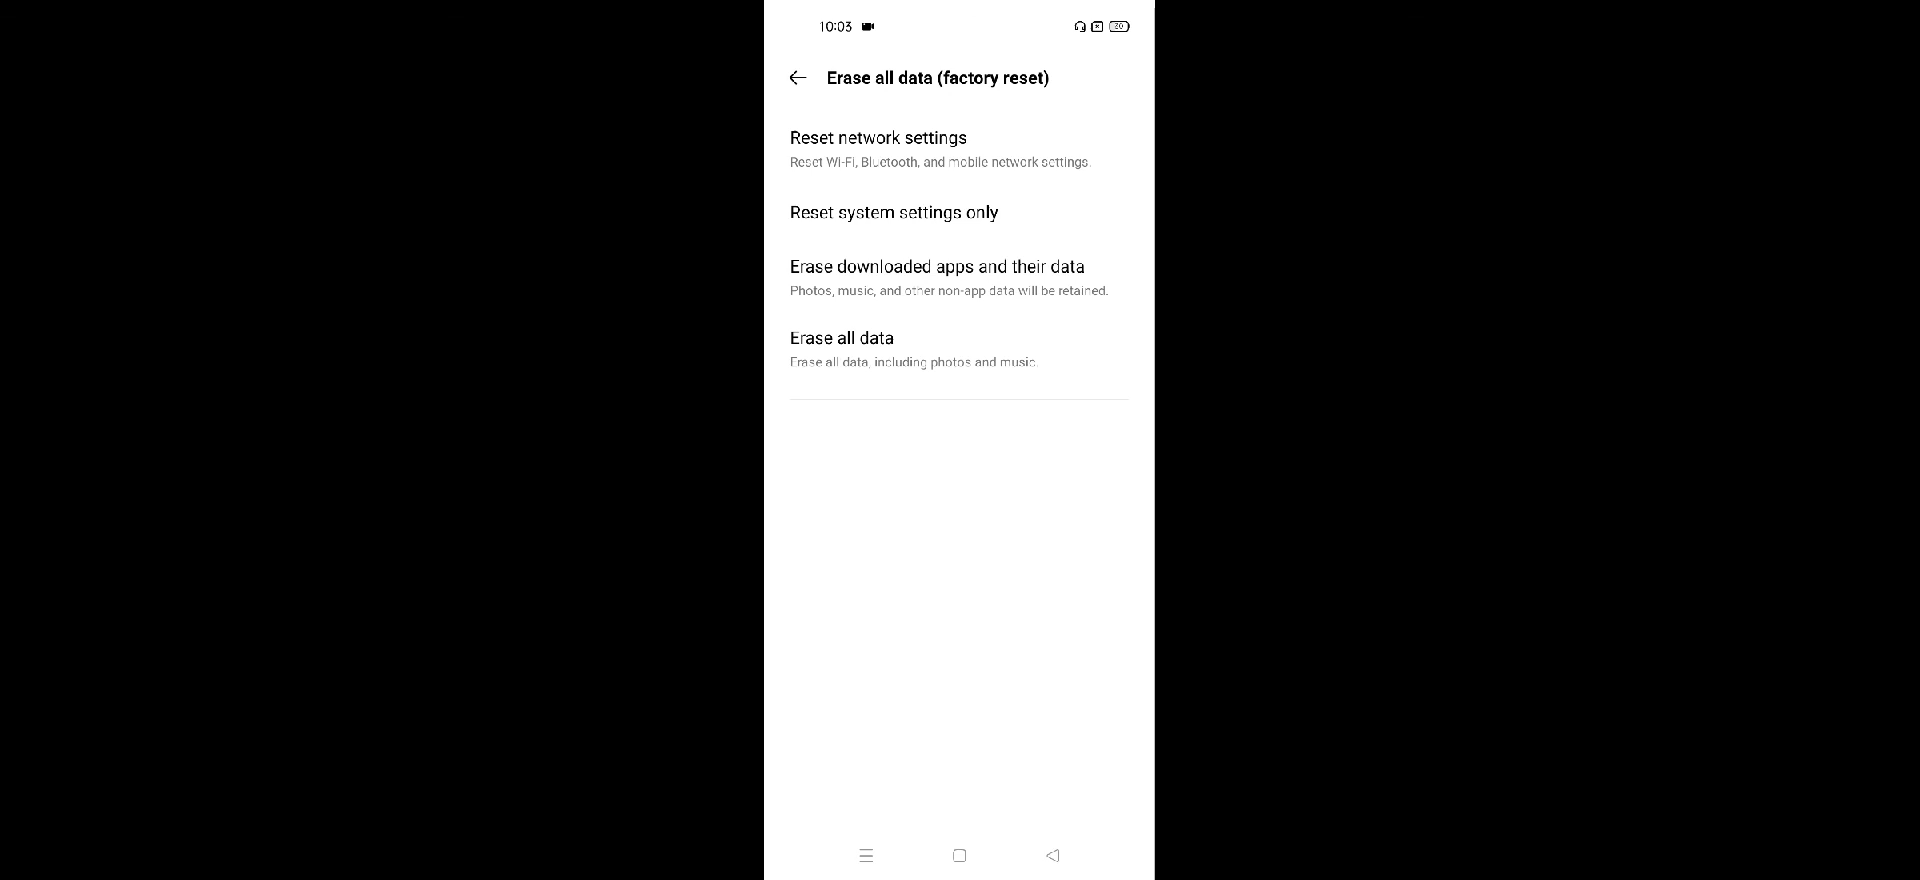 10:03
Erase all data (factory reset)
Reset network settings
Reset Wi-Fi, Bluetooth, and mobile network settings.
Reset system settings only
Erase downloaded apps and their data
Photos, music, and other non-app data will be retained.
Erase all data
Erase all data, including photos and music.